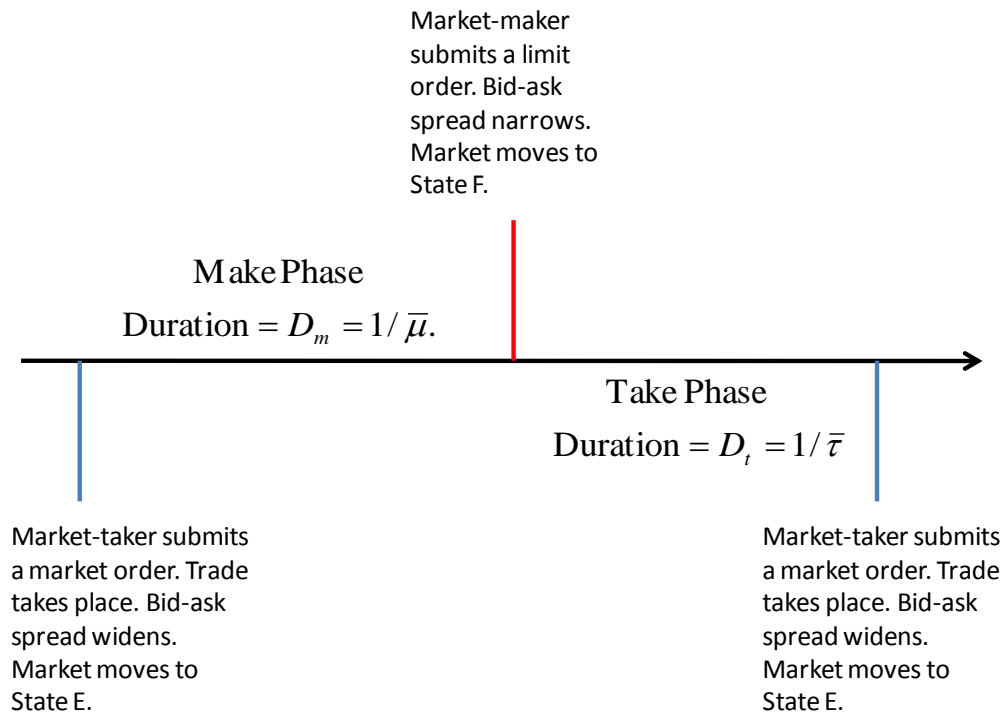 Market-maker
submits a limit
order. Bid-ask
spread narrows.
Market moves to
State F.
Make Phase
Duration = D_m = 1/ μ̄.
Take Phase
Duration = D_t = 1/ τ̄
Market-taker submits
a market order. Trade
takes place. Bid-ask
spread widens.
Market moves to
State E.
Market-taker submits
a market order. Trade
takes place. Bid-ask
spread widens.
Market moves to
State E.